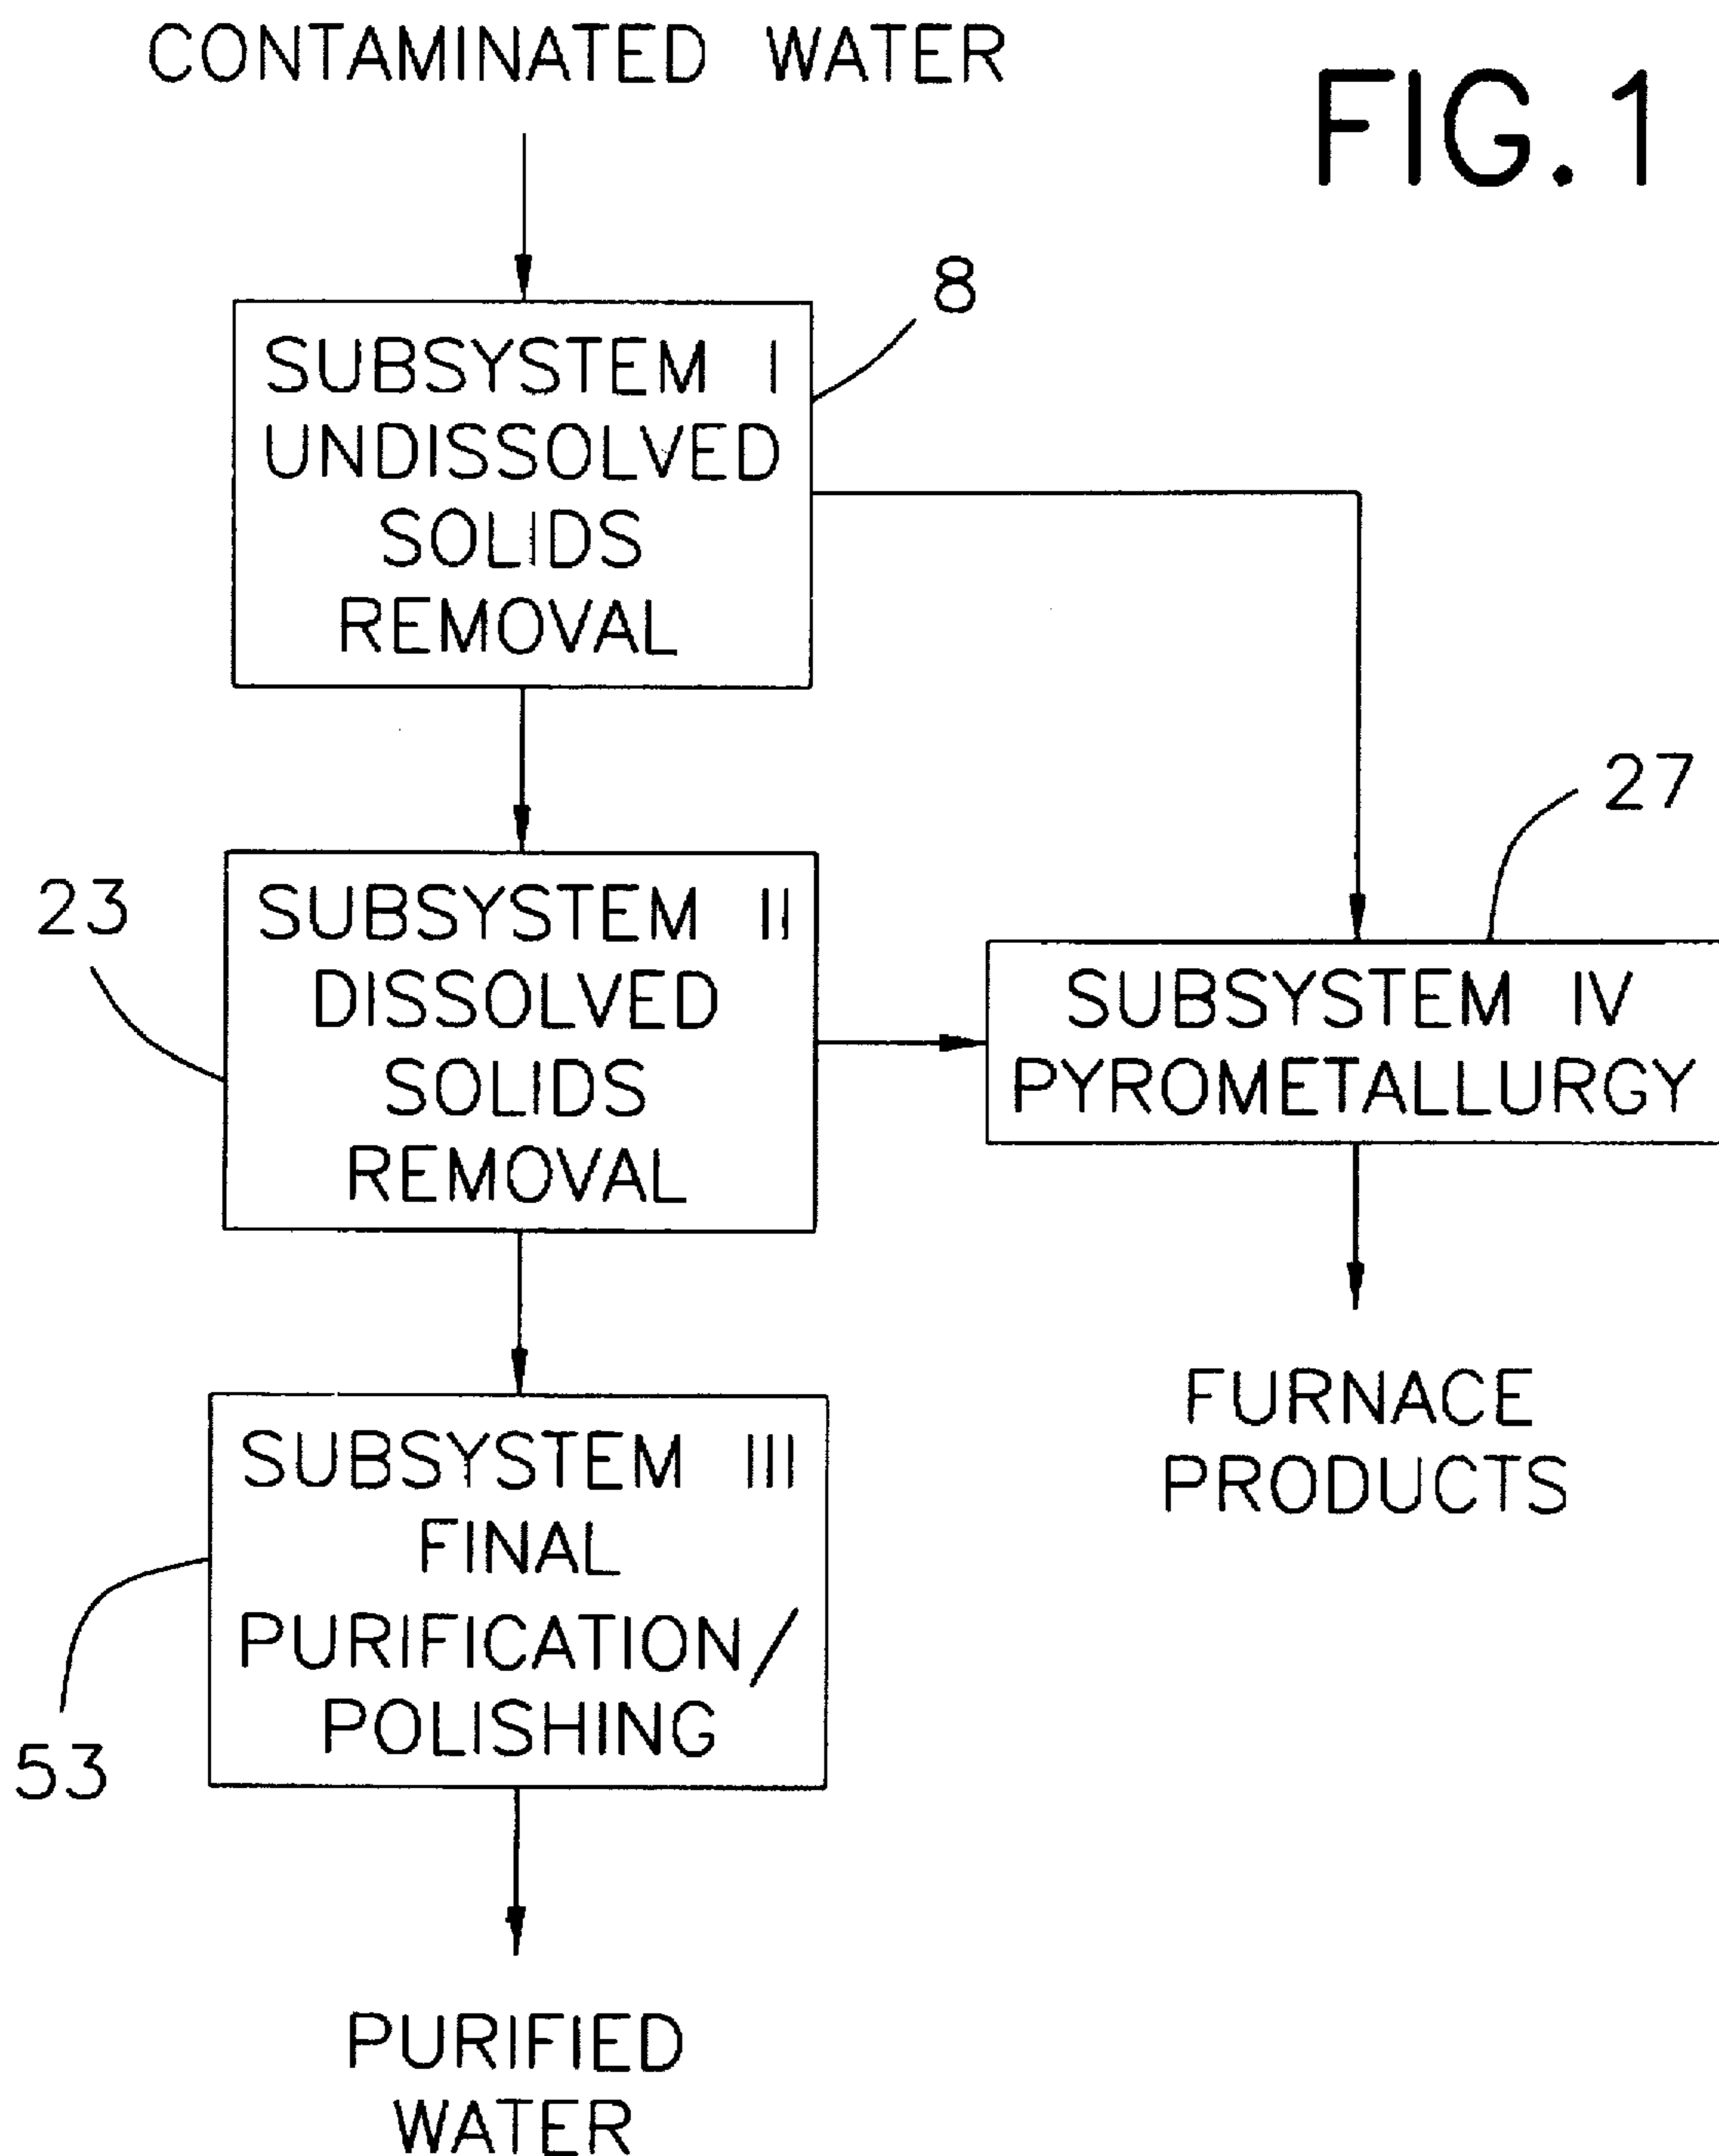 CONTAMINATED WATER
FIG. 1
8
SUBSYSTEM I
UNDISSOLVED
SOLIDS
REMOVAL
27
23
SUBSYSTEM II
DISSOLVED
SOLIDS
REMOVAL
SUBSYSTEM IV
PYROMETALLURGY
FURNACE
PRODUCTS
SUBSYSTEM III
FINAL
PURIFICATION/
POLISHING
53
PURIFIED
WATER